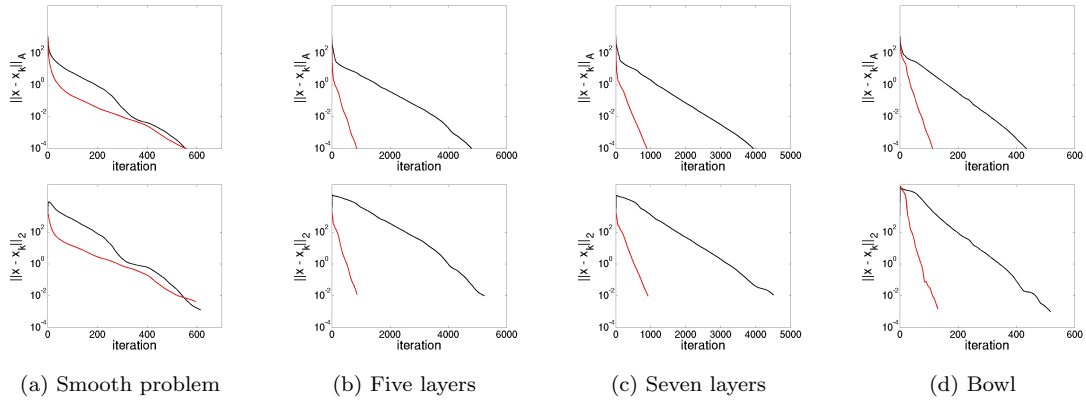 ||x - x_k||_A
10^2
10^0
10^-2
10^-4
0 200 400 600
iteration
||x - x_k||_A
10^2
10^0
10^-2
10^-4
0 2000 4000 6000
iteration
||x - x_k||_A
10^2
10^0
10^-2
10^-4
0 1000 2000 3000 4000 5000
iteration
||x - x_k||_A
10^2
10^0
10^-2
10^-4
0 200 400 600
iteration
||x - x_k||_2
10^2
10^0
10^-2
10^-4
0 200 400 600
iteration
||x - x_k||_2
10^2
10^0
10^-2
10^-4
0 2000 4000 6000
iteration
||x - x_k||_2
10^2
10^0
10^-2
10^-4
0 1000 2000 3000 4000 5000
iteration
||x - x_k||_2
10^2
10^0
10^-2
10^-4
0 200 400 600
iteration
(a) Smooth problem
(b) Five layers
(c) Seven layers
(d) Bowl